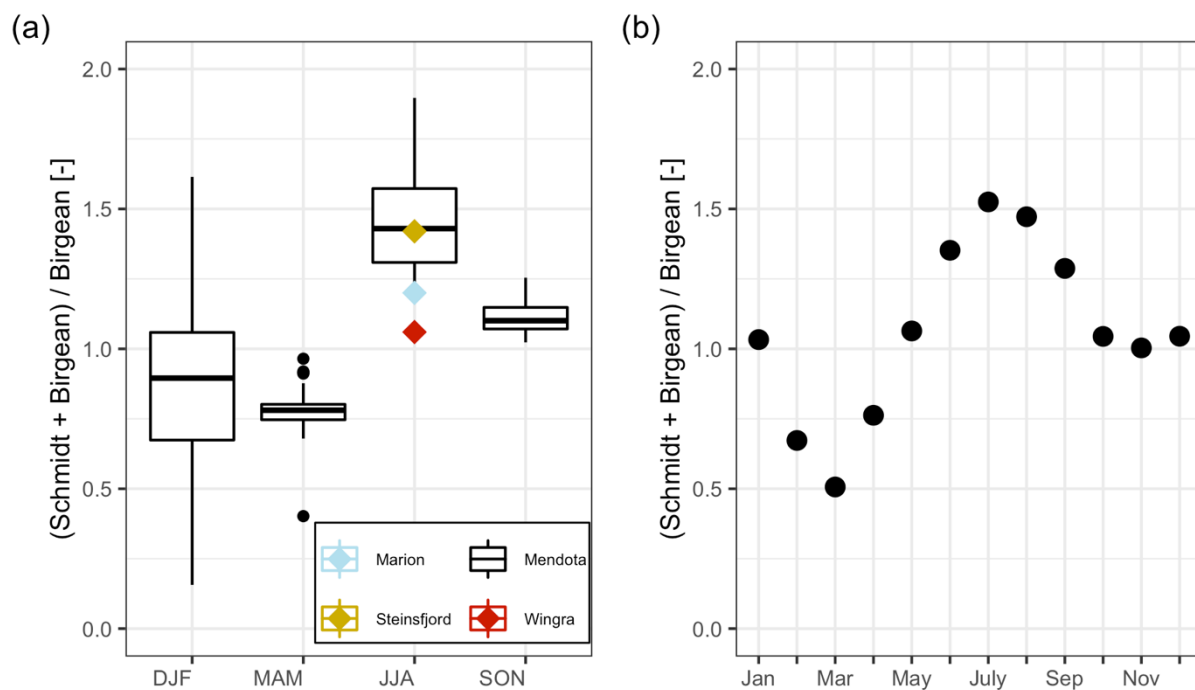 (a)
(Schmidt + Birgean) / Birgean [-]
2.0
1.5
1.0
0.5
0.0
DJF MAM JJA SON
Marion Mendota
Steinsfjord Wingra
(b)
(Schmidt + Birgean) / Birgean [-]
2.0
1.5
1.0
0.5
0.0
Jan Mar May July Sep Nov